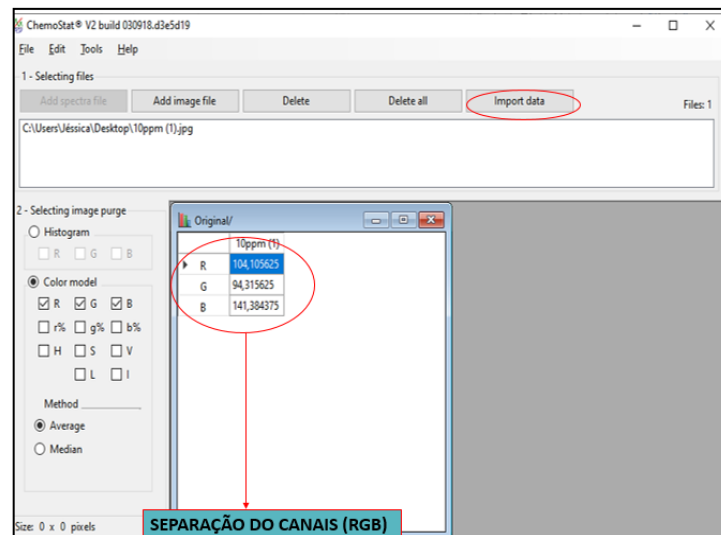 ChemoStat® V2 build 030918.d3e5d19
File Edit Tools Help
1 - Selecting files
Add spectra file Add image file Delete Delete all Import data Files: 1
C:\Users\Jéssica\Desktop\10ppm (1).jpg
2 - Selecting image purge
Histogram
R G B
Color model
R G B
r% g% b%
H S V
L I
Method
Average
Median
Size: 0 x 0 pixels
Original/
10ppm (1)
R 104,105625
G 94,315625
B 141,384375
SEPARAÇÃO DO CANAIS (RGB)